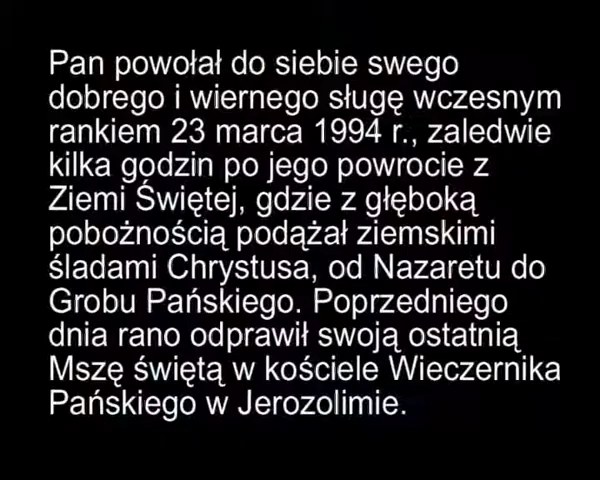 Pan powołał do siebie swego
dobrego i wiernego sługę wczesnym
rankiem 23 marca 1994 r., zaledwie
kilka godzin po jego powrocie z
Ziemi Świętej, gdzie z głęboką
pobożnością podążał ziemskimi
śladami Chrystusa, od Nazaretu do
Grobu Pańskiego. Poprzedniego
dnia rano odprawił swoją ostatnią
Mszę świętą w kościele Wieczernika
Pańskiego w Jerozolimie.